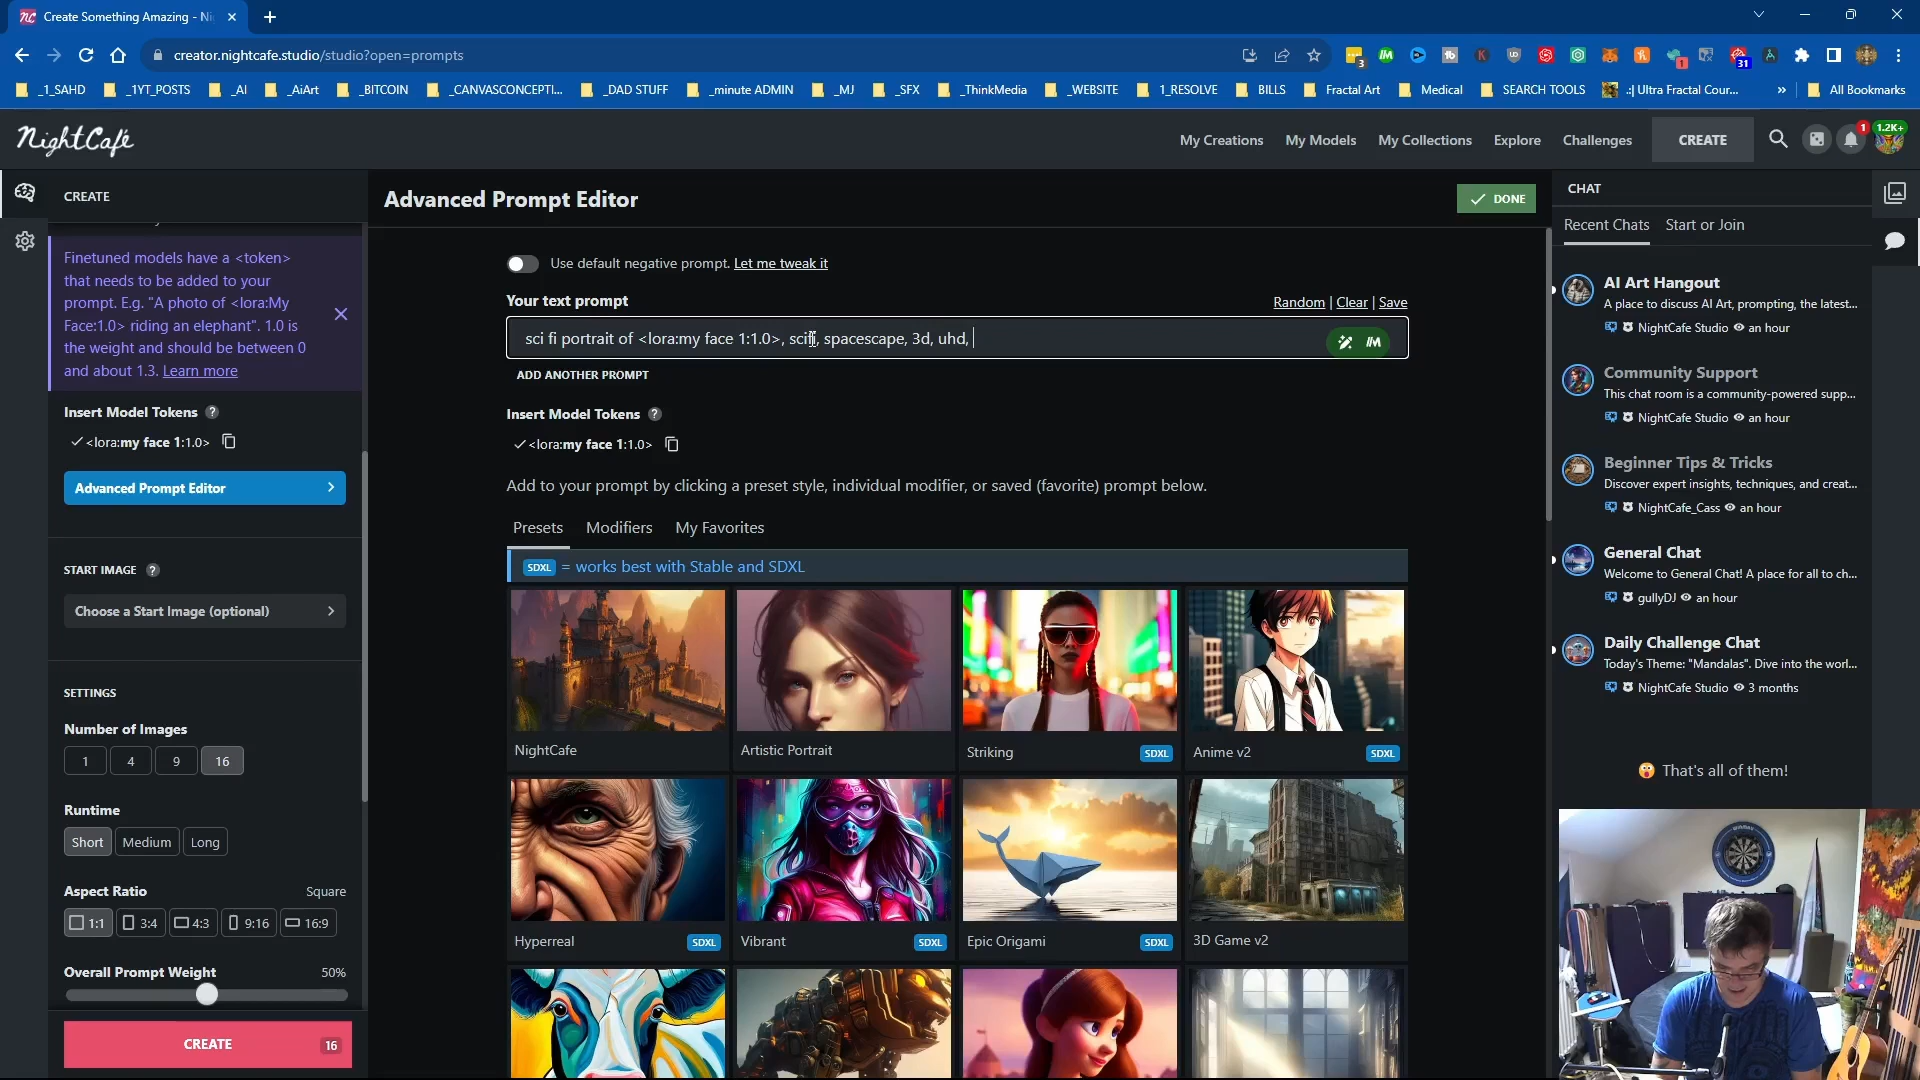 Create Something Amazing - Ni
creator.nightcafe.studio/studio?open=prompts
3
1
31
_1_SAHD
_1YT_POSTS
_AI
_AiArt
_BITCOIN
_CANVASCONCEPTI...
_DAD STUFF
_minute ADMIN
_MJ
_SFX
_ThinkMedia
_WEBSITE
1_RESOLVE
BILLS
Fractal Art
Medical
SEARCH TOOLS
.:| Ultra Fractal Cour...
»
All Bookmarks
NightCafé
My Creations
My Models
My Collections
Explore
Challenges
CREATE
1
1.2K+
CREATE
Finetuned models have a <token>
that needs to be added to your
prompt. E.g. "A photo of <lora:My
Face:1.0> riding an elephant". 1.0 is
the weight and should be between 0
and about 1.3. Learn more
Insert Model Tokens ?
<lora:my face 1:1.0>
Advanced Prompt Editor
START IMAGE ?
Choose a Start Image (optional)
SETTINGS
Number of Images
1 4 9 16
Runtime
Short Medium Long
Aspect Ratio Square
1:1 3:4 4:3 9:16 16:9
Overall Prompt Weight 50%
CREATE 16
Advanced Prompt Editor
DONE
Use default negative prompt. Let me tweak it
Your text prompt
Random | Clear | Save
sci fi portrait of <lora:my face 1:1.0>, scifi, spacescape, 3d, uhd,
ADD ANOTHER PROMPT
Insert Model Tokens ?
<lora:my face 1:1.0>
Add to your prompt by clicking a preset style, individual modifier, or saved (favorite) prompt below.
Presets Modifiers My Favorites
SDXL = works best with Stable and SDXL
NightCafe
Artistic Portrait
Striking SDXL
Anime v2 SDXL
Hyperreal SDXL
Vibrant SDXL
Epic Origami SDXL
3D Game v2
CHAT
Recent Chats Start or Join
AI Art Hangout
A place to discuss AI Art, prompting, the latest...
NightCafe Studio an hour
Community Support
This chat room is a community-powered supp...
NightCafe Studio an hour
Beginner Tips & Tricks
Discover expert insights, techniques, and creat...
NightCafe_Cass an hour
General Chat
Welcome to General Chat! A place for all to ch...
gullyDJ an hour
Daily Challenge Chat
Today's Theme: "Mandalas". Dive into the worl...
NightCafe Studio 3 months
That's all of them!